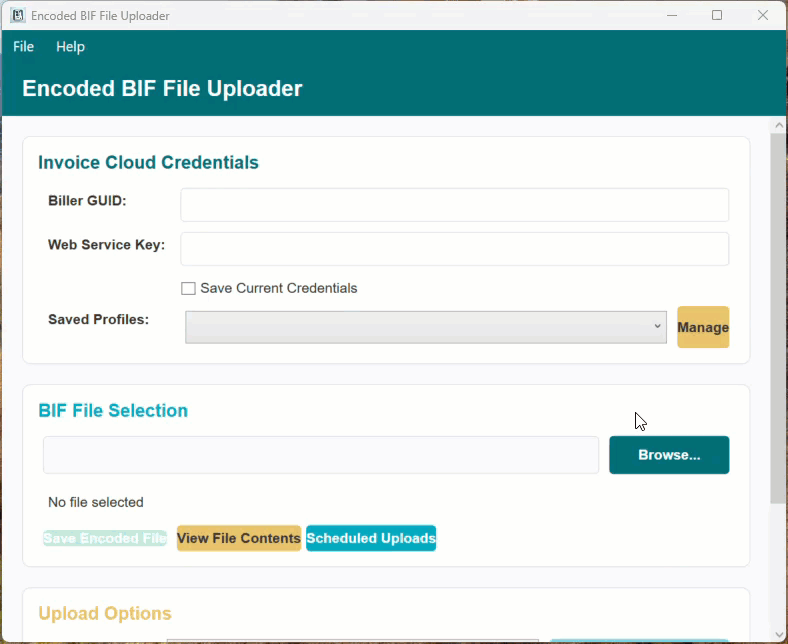 Encoded BIF File Uploader
File Help
Encoded BIF File Uploader
Invoice Cloud Credentials
Biller GUID:
Web Service Key:
Save Current Credentials
Saved Profiles:
Manage
BIF File Selection
Browse...
No file selected
Save Encoded File View File Contents Scheduled Uploads
Upload Options